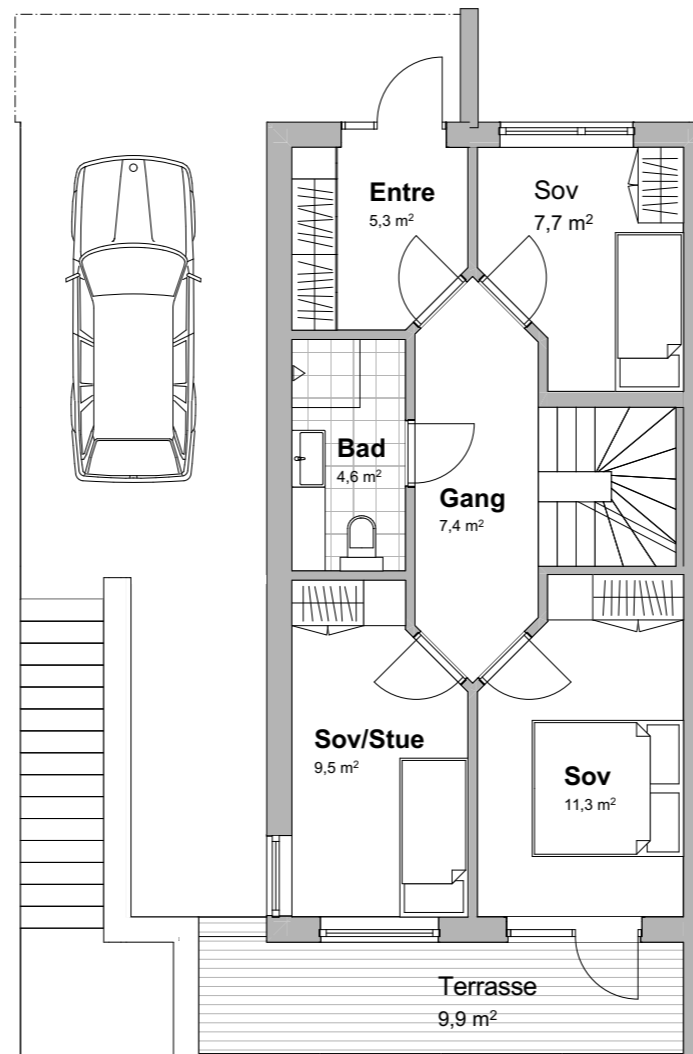 Entre
5,3 m²
Sov
7,7 m²
Bad
4,6 m²
Gang
7,4 m²
Sov/Stue
9,5 m²
Sov
11,3 m²
Terrasse
9,9 m²